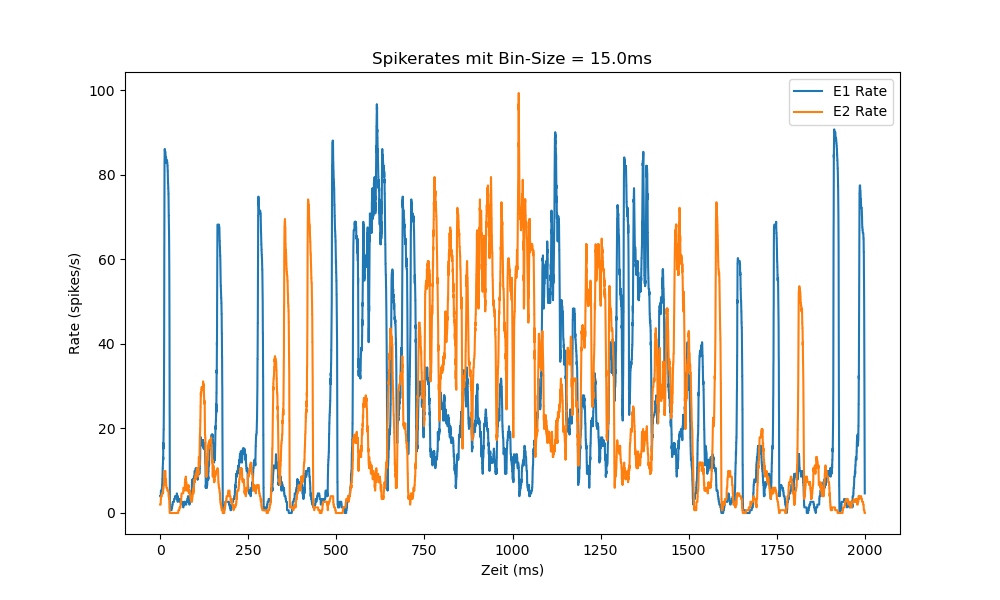 Spikerates mit Bin-Size = 15.0ms
E1 Rate
E2 Rate
Rate (spikes/s)
100
80
60
40
20
0
0 250 500 750 1000 1250 1500 1750 2000
Zeit (ms)